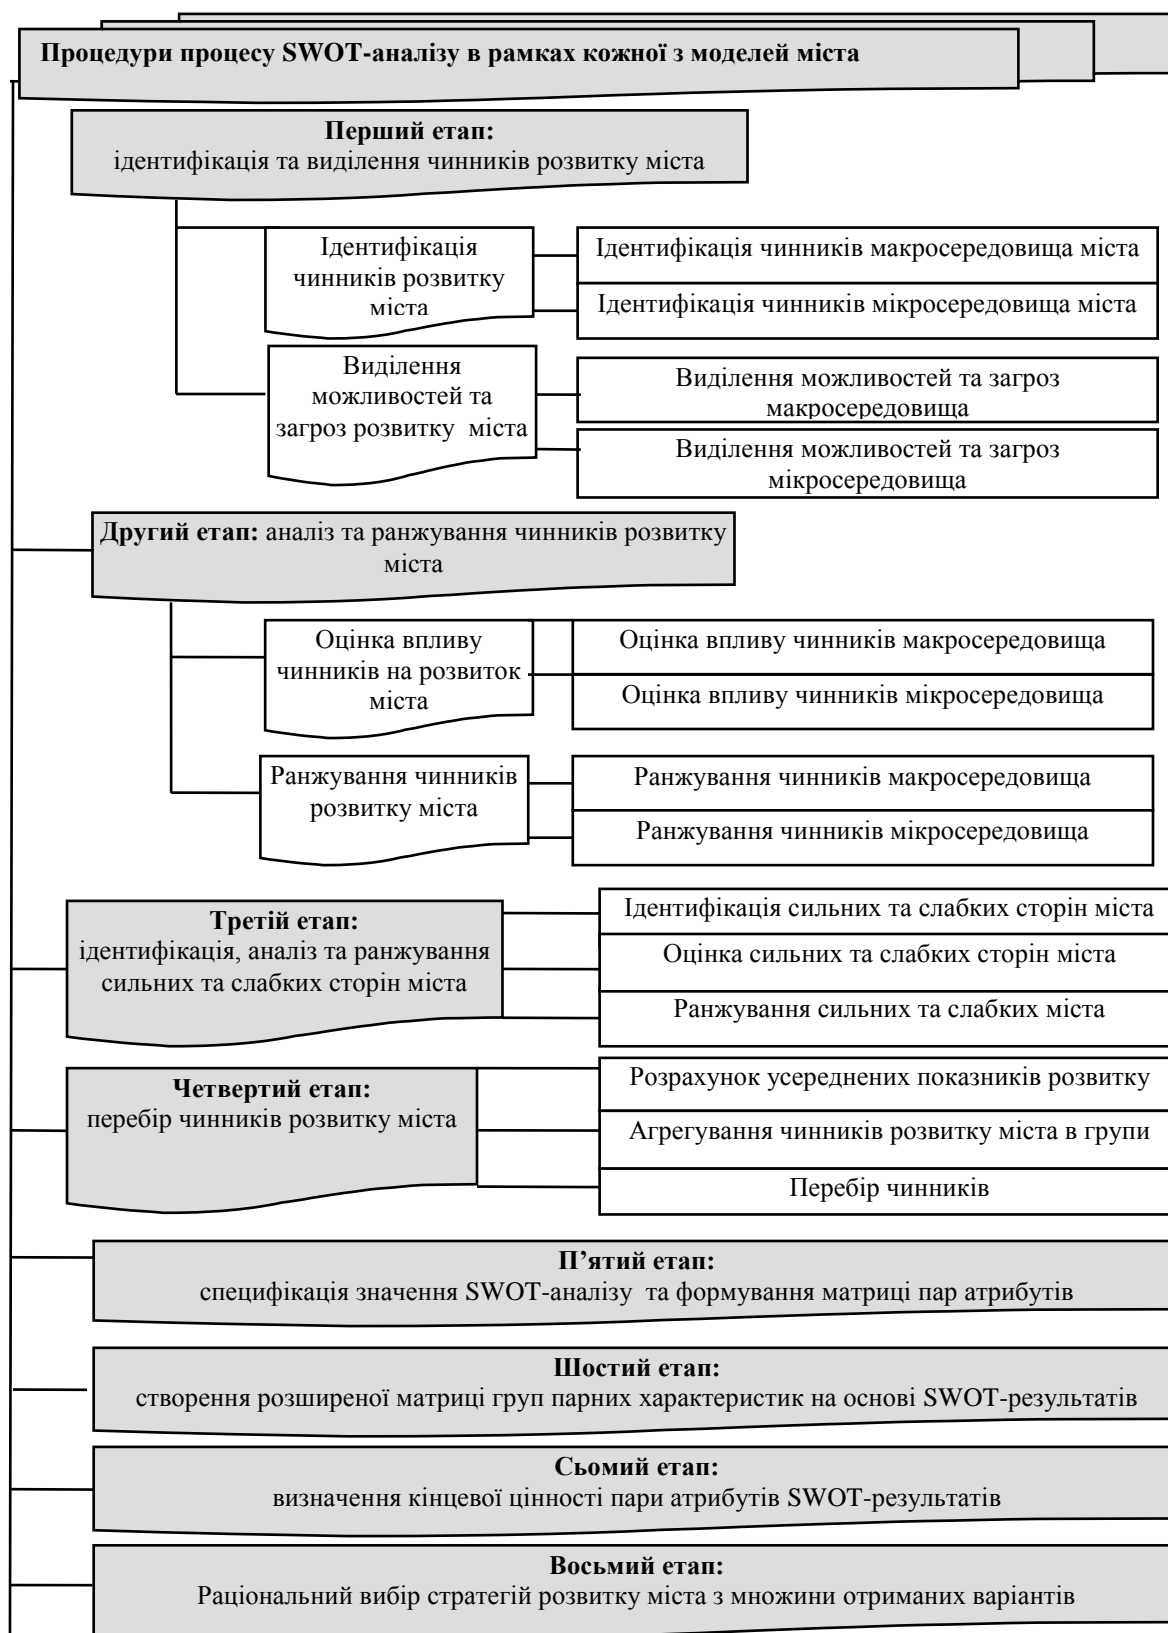 Процедури процесу SWOT-аналізу в рамках кожної з моделей міста
Перший етап:
ідентифікація та виділення чинників розвитку міста
Ідентифікація
чинників розвитку
міста
Ідентифікація чинників макросередовища міста
Ідентифікація чинників мікросередовища міста
Виділення
можливостей та
загроз розвитку міста
Виділення можливостей та загроз
макросередовища
Виділення можливостей та загроз
мікросередовища
Другий етап: аналіз та ранжування чинників розвитку
міста
Оцінка впливу
чинників на розвиток
міста
Оцінка впливу чинників макросередовища
Оцінка впливу чинників мікросередовища
Ранжування чинників
розвитку міста
Ранжування чинників макросередовища
Ранжування чинників мікросередовища
Третій етап:
ідентифікація, аналіз та ранжування
сильних та слабких сторін міста
Ідентифікація сильних та слабких сторін міста
Оцінка сильних та слабких сторін міста
Ранжування сильних та слабких міста
Четвертий етап:
перебір чинників розвитку міста
Розрахунок усереднених показників розвитку
Агрегування чинників розвитку міста в групи
Перебір чинників
П’ятий етап:
специфікація значення SWOT-аналізу та формування матриці пар атрибутів
Шостий етап:
створення розширеної матриці груп парних характеристик на основі SWOT-результатів
Сьомий етап:
визначення кінцевої цінності пари атрибутів SWOT-результатів
Восьмий етап:
Раціональний вибір стратегій розвитку міста з множини отриманих варіантів